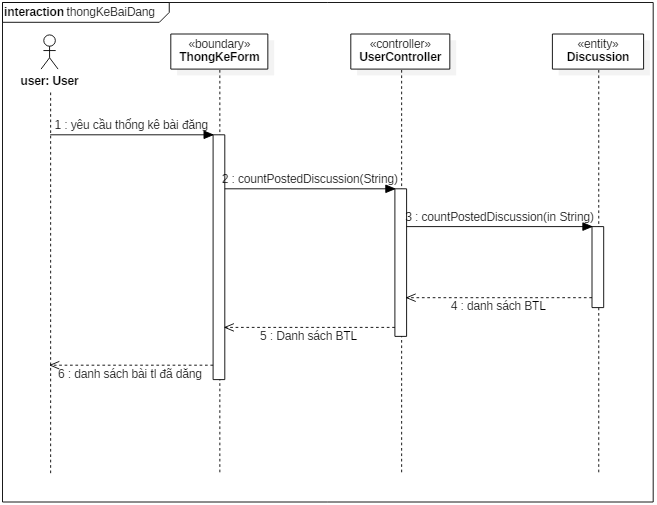 interaction thongKeBaiDang
user: User
«boundary»
ThongKeForm
«controller»
UserController
«entity»
Discussion
1 : yêu cầu thống kê bài đăng
2 : countPostedDiscussion(String)
3 : countPostedDiscussion(in String)
4 : danh sách BTL
5 : Danh sách BTL
6 : danh sách bài tl đã dăng